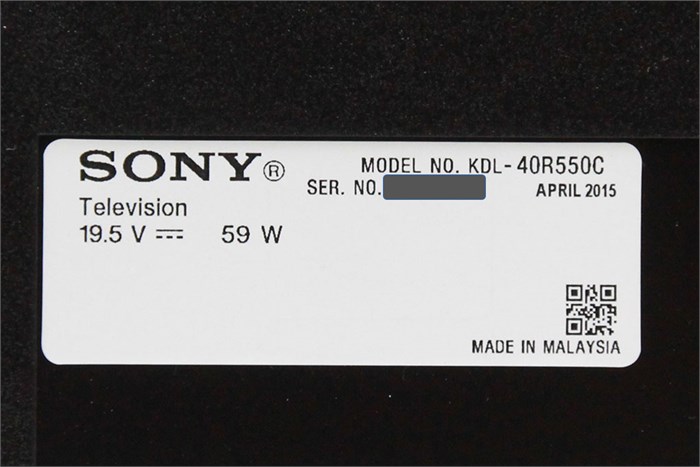 SONY®
MODEL NO. KDL-40R550C
SER. NO.
APRIL 2015
Television
19.5 V ⎓ 59 W
MADE IN MALAYSIA